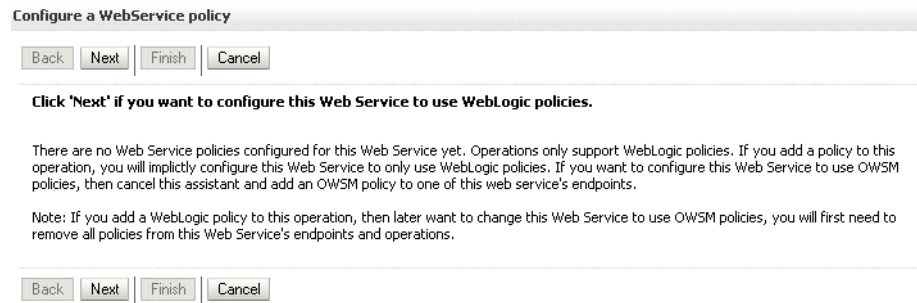 Configure a WebService policy
Back Next Finish Cancel
Click 'Next' if you want to configure this Web Service to use WebLogic policies.
There are no Web Service policies configured for this Web Service yet. Operations only support WebLogic policies. If you add a policy to this
operation, you will implictly configure this Web Service to only use WebLogic policies. If you want to configure this Web Service to use OWSM
policies, then cancel this assistant and add an OWSM policy to one of this web service's endpoints.
Note: If you add a WebLogic policy to this operation, then later want to change this Web Service to use OWSM policies, you will first need to
remove all policies from this Web Service's endpoints and operations.
Back Next Finish Cancel